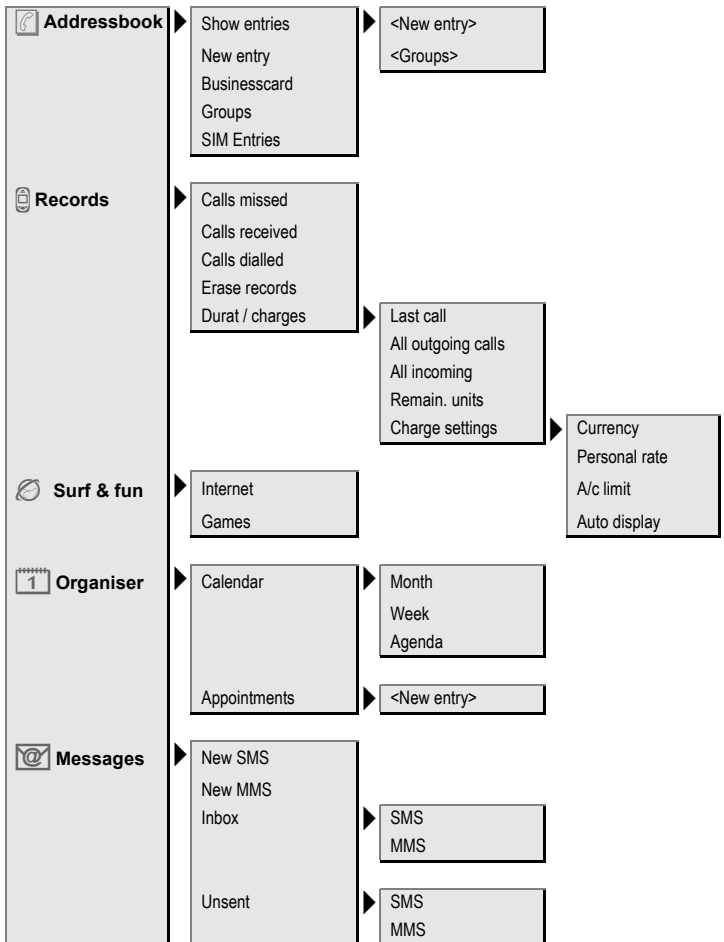 Addressbook Show entries <New entry>
New entry <Groups>
Businesscard
Groups
SIM Entries
Records Calls missed
Calls received
Calls dialled
Erase records
Durat / charges Last call
All outgoing calls
All incoming
Remain. units
Charge settings Currency
Personal rate
Surf & fun Internet A/c limit
Games Auto display
1 Organiser Calendar Month
Week
Agenda
Appointments <New entry>
@ Messages New SMS
New MMS
Inbox SMS
MMS
Unsent SMS
MMS